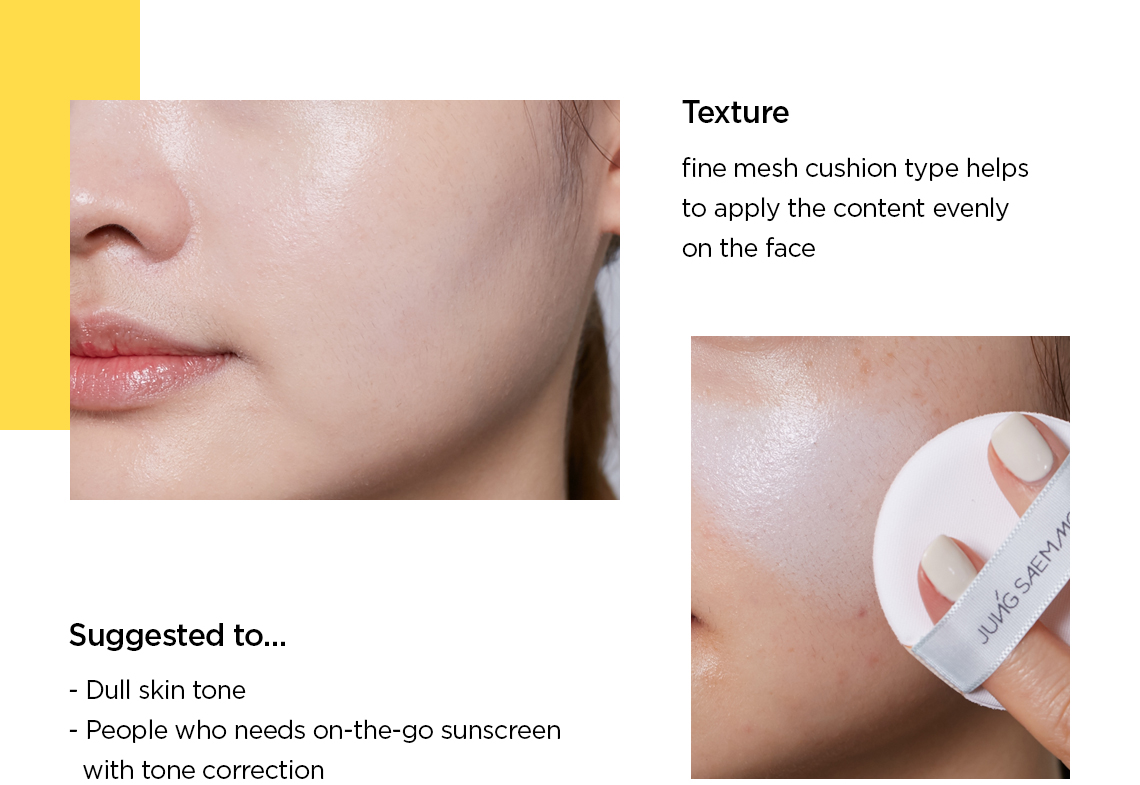 Texture
fine mesh cushion type helps
to apply the content evenly
on the face
JUNG SAEM
Suggested to...
- Dull skin tone
- People who needs on-the-go sunscreen
with tone correction